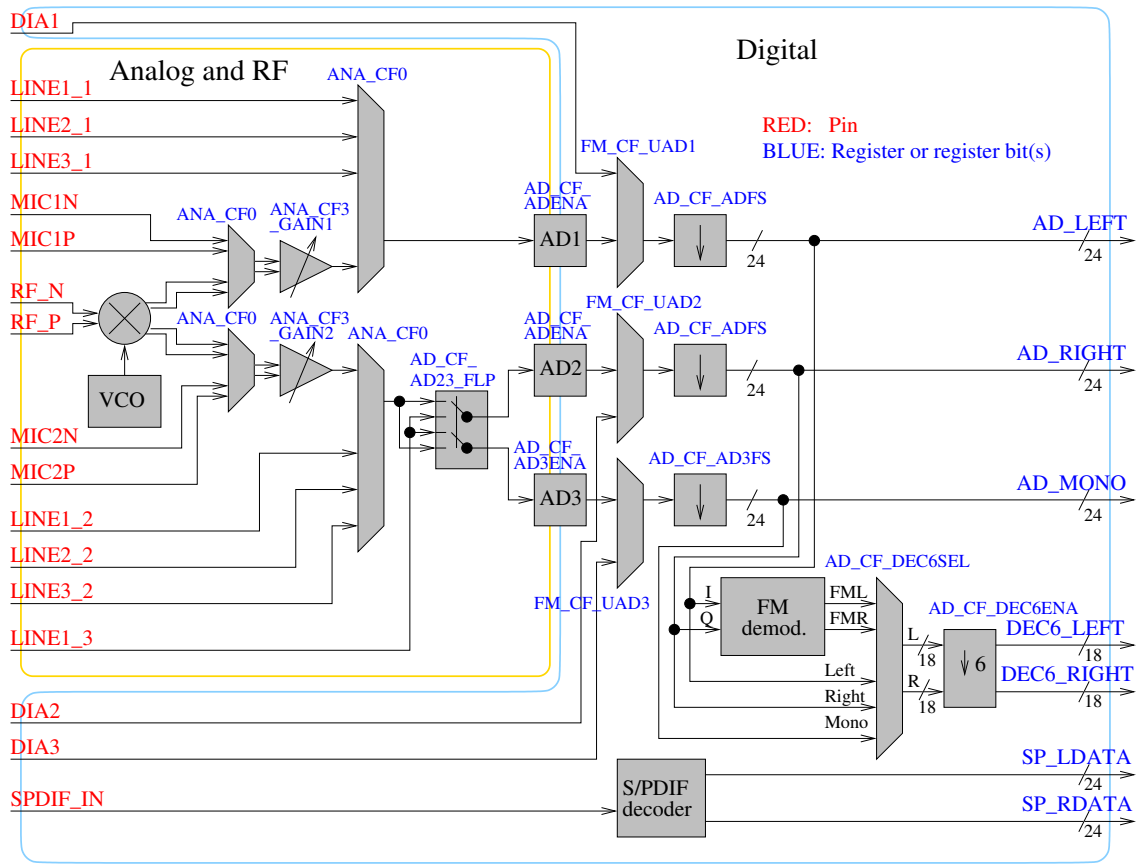 DIA1
Digital
Analog and RF
ANA_CF0
LINE1_1
LINE2_1
LINE3_1
RED: Pin
BLUE: Register or register bit(s)
FM_CF_UAD1
MIC1N
MIC1P
ANA_CF0
ANA_CF3
_GAIN1
AD_CF_
ADENA
AD1
AD_CF_ADFS
24
AD_LEFT
24
RF_N
RF_P
VCO
ANA_CF0
ANA_CF3
_GAIN2
ANA_CF0
AD_CF_
AD23_FLP
AD_CF_
ADENA
AD2
FM_CF_UAD2
AD_CF_ADFS
24
AD_RIGHT
24
MIC2N
MIC2P
AD_CF_
AD3ENA
AD3
AD_CF_AD3FS
24
AD_MONO
24
LINE1_2
LINE2_2
LINE3_2
LINE1_3
FM_CF_UAD3
AD_CF_DEC6SEL
I
Q
FM
demod.
FML
FMR
Left
Right
Mono
L
18
R
18
AD_CF_DEC6ENA
6
DEC6_LEFT
18
DEC6_RIGHT
18
DIA2
DIA3
SPDIF_IN
S/PDIF
decoder
SP_LDATA
24
SP_RDATA
24